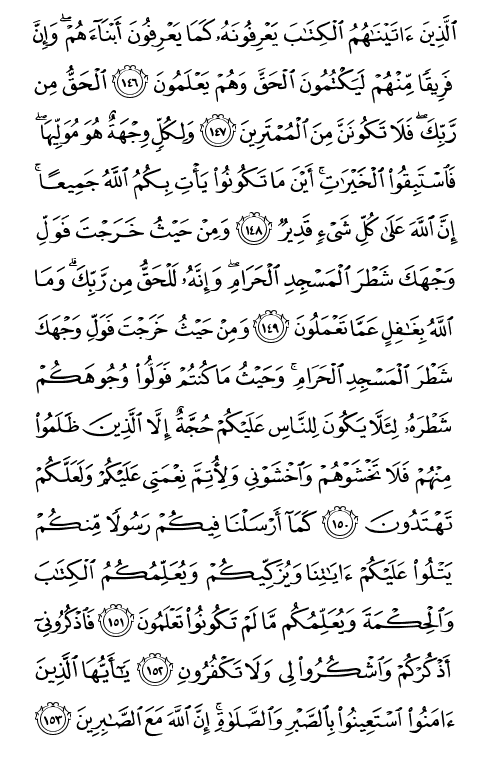 ٱلَّذِينَ ءَاتَيْنَٰهُمُ ٱلْكِتَٰبَ يَعْرِفُونَهُۥ كَمَا يَعْرِفُونَ أَبْنَآءَهُمْ ۖ وَإِنَّ
فَرِيقًا مِّنْهُمْ لَيَكْتُمُونَ ٱلْحَقَّ وَهُمْ يَعْلَمُونَ ١٤٦ ٱلْحَقُّ مِن
رَّبِّكَ ۖ فَلَا تَكُونَنَّ مِنَ ٱلْمُمْتَرِينَ ١٤٧ وَلِكُلٍّ وِجْهَةٌ هُوَ مُوَلِّيهَا ۖ
فَٱسْتَبِقُوا۟ ٱلْخَيْرَٰتِ ۚ أَيْنَ مَا تَكُونُوا۟ يَأْتِ بِكُمُ ٱللَّهُ جَمِيعًا ۚ
إِنَّ ٱللَّهَ عَلَىٰ كُلِّ شَىْءٍ قَدِيرٌ ١٤٨ وَمِنْ حَيْثُ خَرَجْتَ فَوَلِّ
وَجْهَكَ شَطْرَ ٱلْمَسْجِدِ ٱلْحَرَامِ ۖ وَإِنَّهُۥ لَلْحَقُّ مِن رَّبِّكَ ۗ وَمَا
ٱللَّهُ بِغَٰفِلٍ عَمَّا تَعْمَلُونَ ١٤٩ وَمِنْ حَيْثُ خَرَجْتَ فَوَلِّ وَجْهَكَ
شَطْرَ ٱلْمَسْجِدِ ٱلْحَرَامِ ۚ وَحَيْثُ مَا كُنتُمْ فَوَلُّوا۟ وُجُوهَكُمْ
شَطْرَهُۥ لِئَلَّا يَكُونَ لِلنَّاسِ عَلَيْكُمْ حُجَّةٌ إِلَّا ٱلَّذِينَ ظَلَمُوا۟
مِنْهُمْ فَلَا تَخْشَوْهُمْ وَٱخْشَوْنِى وَلِأُتِمَّ نِعْمَتِى عَلَيْكُمْ وَلَعَلَّكُمْ
تَهْتَدُونَ ١٥٠ كَمَآ أَرْسَلْنَا فِيكُمْ رَسُولًا مِّنكُمْ
يَتْلُوا۟ عَلَيْكُمْ ءَايَٰتِنَا وَيُزَكِّيكُمْ وَيُعَلِّمُكُمُ ٱلْكِتَٰبَ
وَٱلْحِكْمَةَ وَيُعَلِّمُكُم مَّا لَمْ تَكُونُوا۟ تَعْلَمُونَ ١٥١ فَٱذْكُرُونِىٓ
أَذْكُرْكُمْ وَٱشْكُرُوا۟ لِى وَلَا تَكْفُرُونِ ١٥٢ يَٰٓأَيُّهَا ٱلَّذِينَ
ءَامَنُوا۟ ٱسْتَعِينُوا۟ بِٱلصَّبْرِ وَٱلصَّلَوٰةِ ۚ إِنَّ ٱللَّهَ مَعَ ٱلصَّٰبِرِينَ ١٥٣